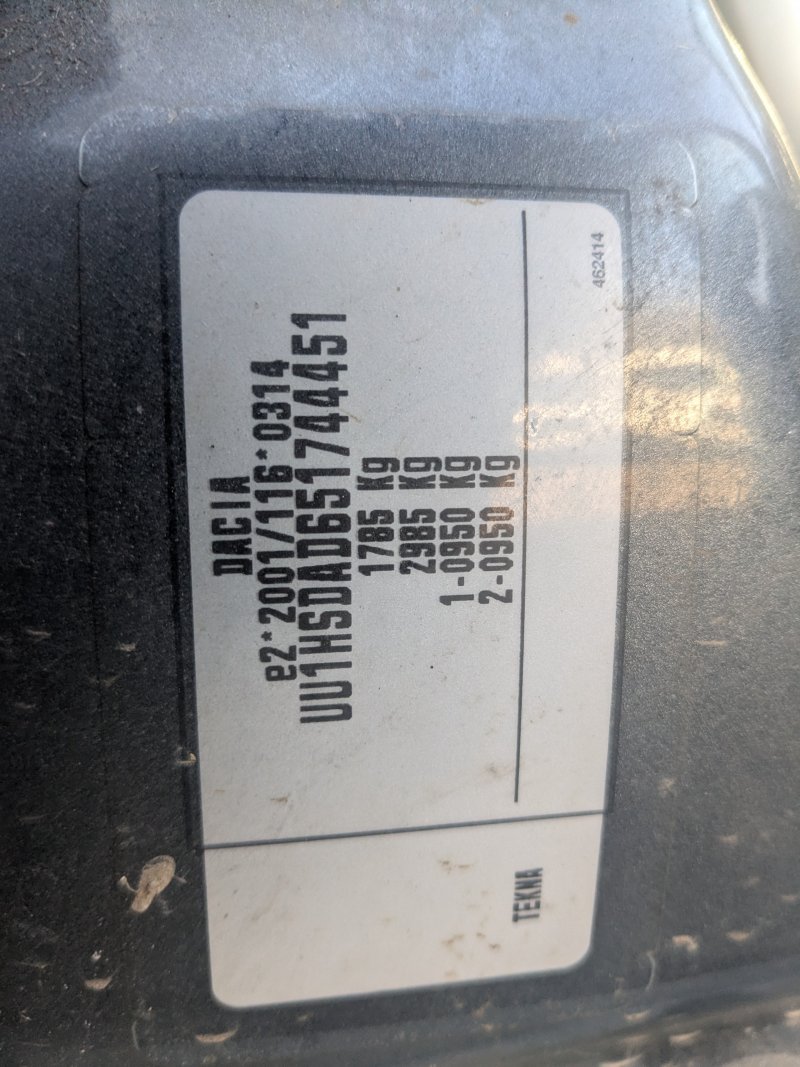 DACIA
e2*2001/116*0314
UU1HSDAD651744451
1785 Kg
2985 Kg
1-0950 Kg
2-0950 Kg
462414
TEKNA